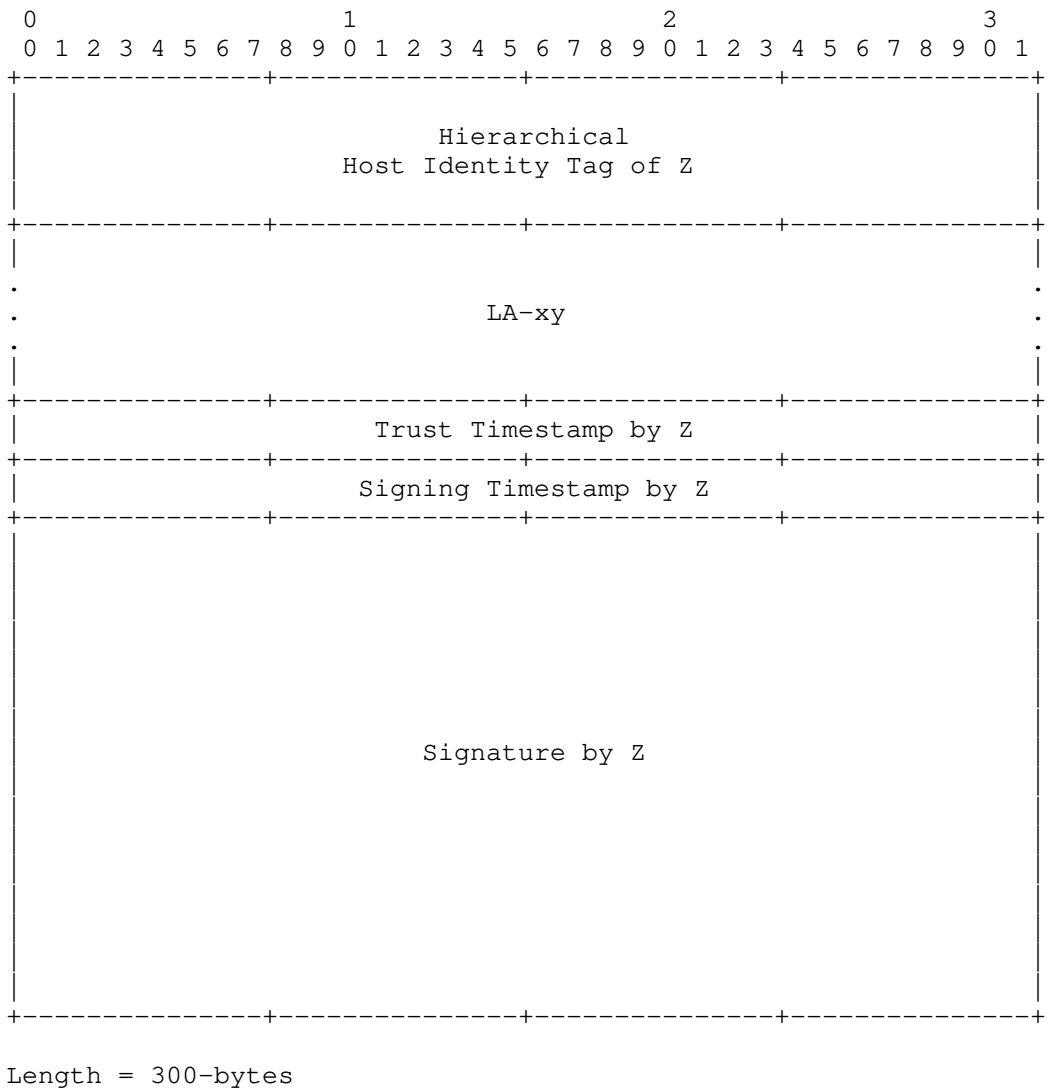 0                   1                   2                   3
0 1 2 3 4 5 6 7 8 9 0 1 2 3 4 5 6 7 8 9 0 1 2 3 4 5 6 7 8 9 0 1
Hierarchical
Host Identity Tag of Z
LA-xy
Trust Timestamp by Z
Signing Timestamp by Z
Signature by Z
Length = 300-bytes